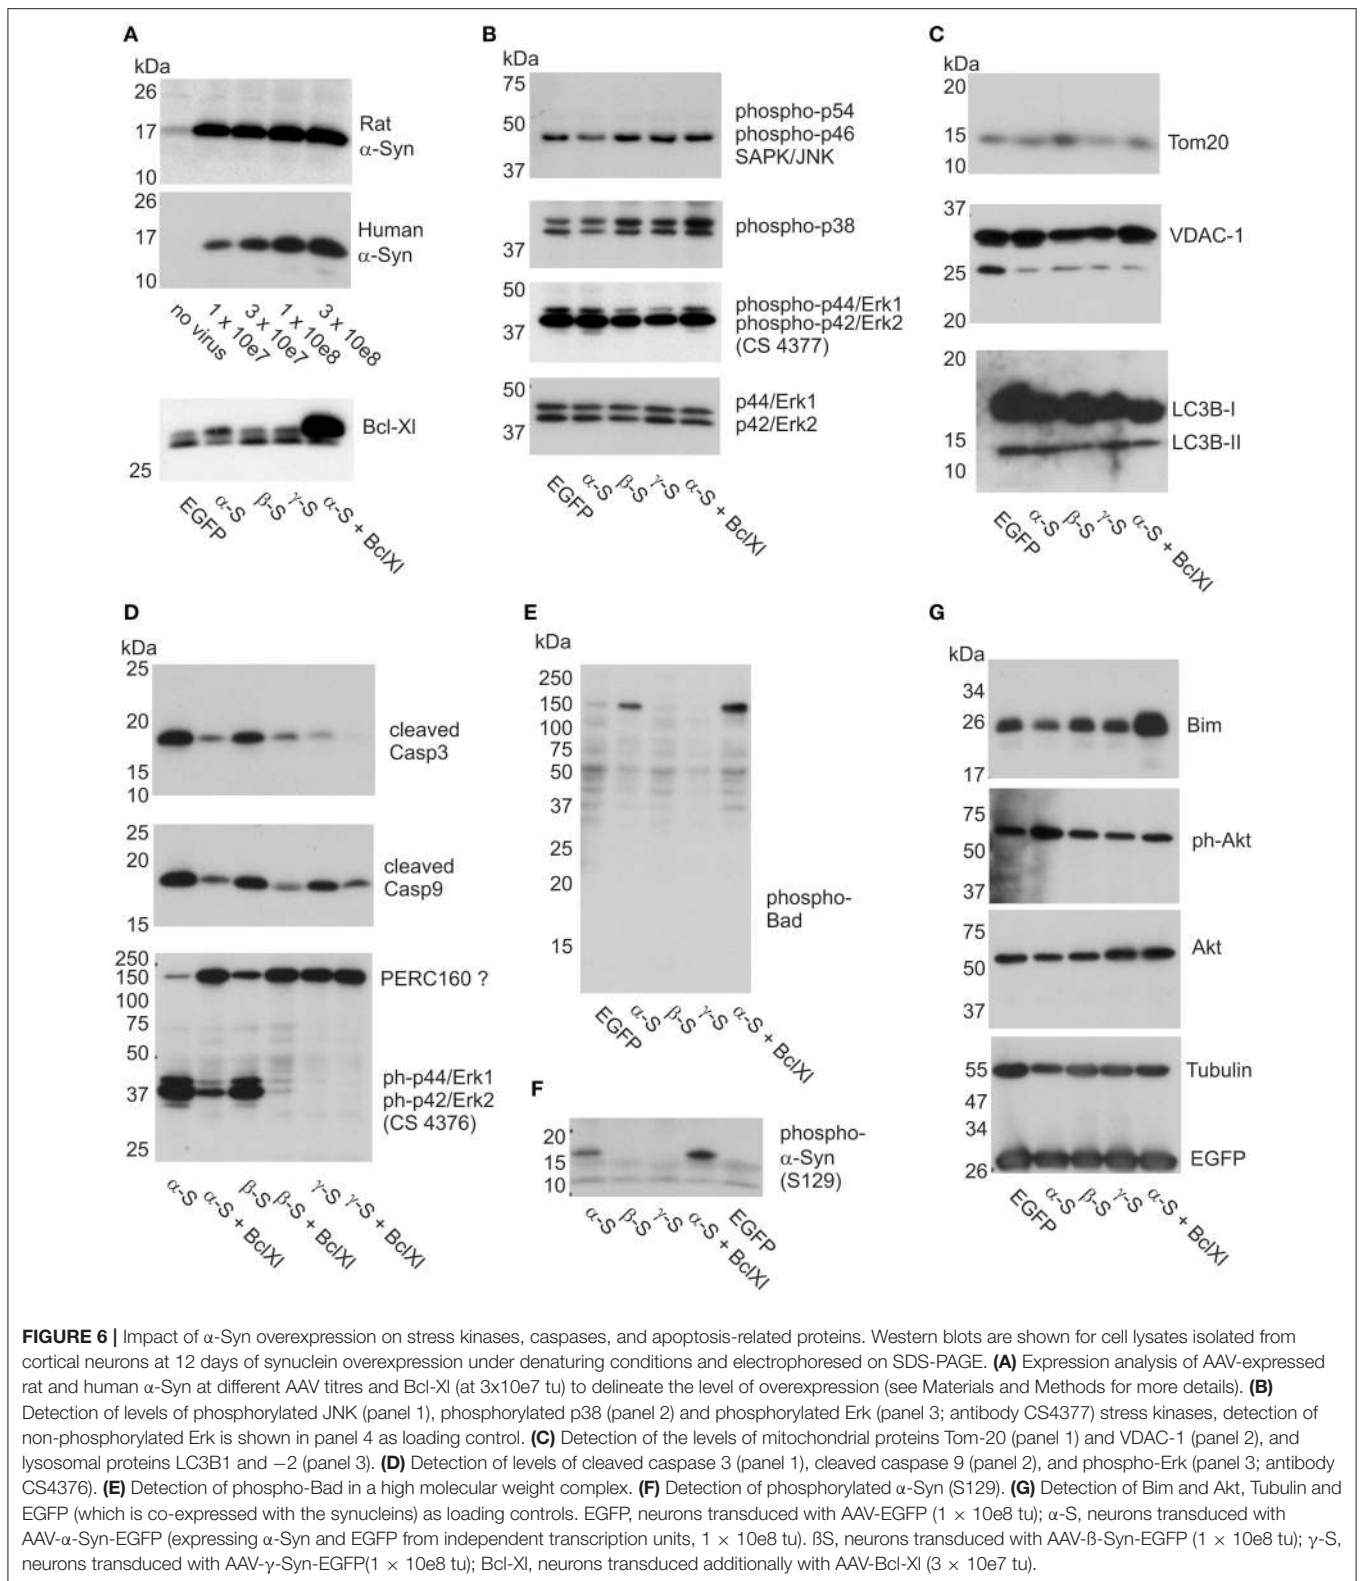 A
kDa
26
17
10
Rat
α-Syn
26
17
10
Human
α-Syn
no virus
1 x 10e7
3 x 10e7
1 x 10e8
3 x 10e8
25
Bcl-Xl
EGFP
α-S
β-S
γ-S
α-S + BclXl
B
kDa
75
50
37
phospho-p54
phospho-p46
SAPK/JNK
37
phospho-p38
50
37
phospho-p44/Erk1
phospho-p42/Erk2
(CS 4377)
50
37
p44/Erk1
p42/Erk2
EGFP
α-S
β-S
γ-S
α-S + BclXl
C
kDa
20
15
10
Tom20
37
25
20
VDAC-1
20
15
10
LC3B-I
LC3B-II
EGFP
α-S
β-S
γ-S
α-S + BclXl
D
kDa
25
20
15
10
cleaved
Casp3
25
20
15
cleaved
Casp9
250
150
100
75
50
37
25
PERC160 ?
ph-p44/Erk1
ph-p42/Erk2
(CS 4376)
α-S
α-S + BclXl
β-S
β-S + BclXl
γ-S
γ-S + BclXl
E
kDa
250
150
100
75
50
37
25
20
15
phospho-
Bad
EGFP
α-S
β-S
γ-S
α-S + BclXl
F
20
15
10
phospho-
α-Syn
(S129)
α-S
β-S
γ-S
α-S + BclXl
EGFP
G
kDa
34
26
17
Bim
75
50
37
ph-Akt
75
50
37
Akt
55
47
34
26
Tubulin
EGFP
EGFP
α-S
β-S
γ-S
α-S + BclXl
FIGURE 6 | Impact of α-Syn overexpression on stress kinases, caspases, and apoptosis-related proteins. Western blots are shown for cell lysates isolated from
cortical neurons at 12 days of synuclein overexpression under denaturing conditions and electrophoresed on SDS-PAGE. (A) Expression analysis of AAV-expressed
rat and human α-Syn at different AAV titres and Bcl-Xl (at 3x10e7 tu) to delineate the level of overexpression (see Materials and Methods for more details). (B)
Detection of levels of phosphorylated JNK (panel 1), phosphorylated p38 (panel 2) and phosphorylated Erk (panel 3; antibody CS4377) stress kinases, detection of
non-phosphorylated Erk is shown in panel 4 as loading control. (C) Detection of the levels of mitochondrial proteins Tom-20 (panel 1) and VDAC-1 (panel 2), and
lysosomal proteins LC3B1 and −2 (panel 3). (D) Detection of levels of cleaved caspase 3 (panel 1), cleaved caspase 9 (panel 2), and phospho-Erk (panel 3; antibody
CS4376). (E) Detection of phospho-Bad in a high molecular weight complex. (F) Detection of phosphorylated α-Syn (S129). (G) Detection of Bim and Akt, Tubulin and
EGFP (which is co-expressed with the synucleins) as loading controls. EGFP, neurons transduced with AAV-EGFP (1 × 10e8 tu); α-S, neurons transduced with
AAV-α-Syn-EGFP (expressing α-Syn and EGFP from independent transcription units, 1 × 10e8 tu). ßS, neurons transduced with AAV-ß-Syn-EGFP (1 × 10e8 tu); γ-S,
neurons transduced with AAV-γ-Syn-EGFP(1 × 10e8 tu); Bcl-Xl, neurons transduced additionally with AAV-Bcl-Xl (3 × 10e7 tu).